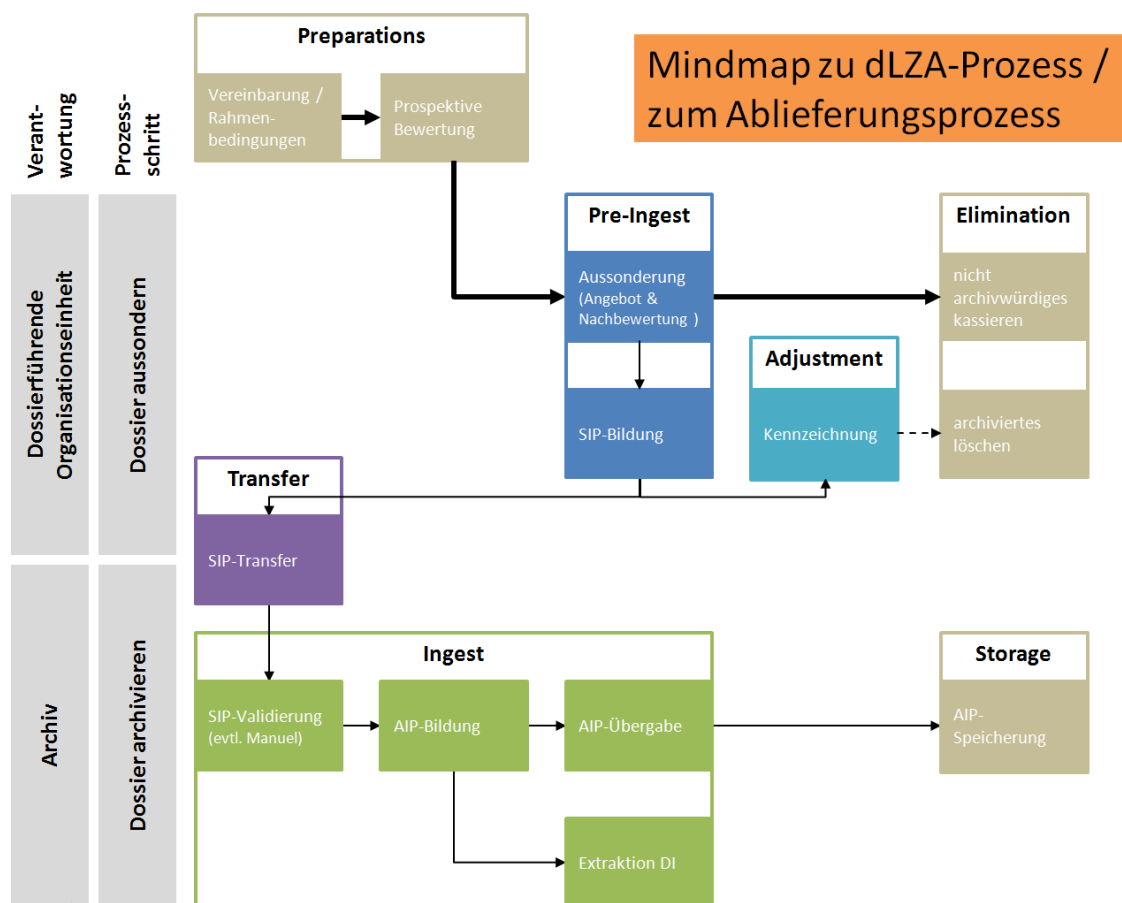 Preparations
Mindmap zu dLZA-Prozess /
zum Ablieferungsprozess
Verant-
wortung
Prozess-
schritt
Vereinbarung /
Rahmen-
bedingungen
Prospektive
Bewertung
Dossierführende
Organisationseinheit
Dossier aussondern
Pre-Ingest
Aussonderung
(Angebot &
Nachbewertung )
SIP-Bildung
Elimination
nicht
archivwürdiges
kassieren
archiviertes
löschen
Adjustment
Kennzeichnung
Transfer
SIP-Transfer
Archiv
Dossier archivieren
Ingest
SIP-Validierung
(evtl. Manuel)
AIP-Bildung
AIP-Übergabe
Extraktion DI
Storage
AIP-
Speicherung